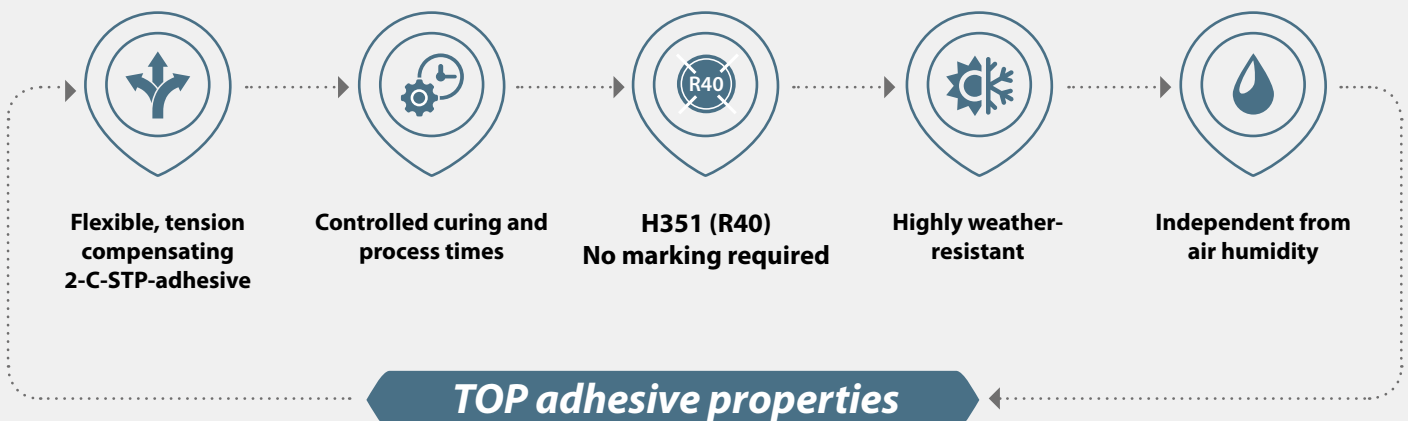 R40
Flexible, tension
compensating
2-C-STP-adhesive
Controlled curing and
process times
H351 (R40)
No marking required
Highly weather-
resistant
Independent from
air humidity
TOP adhesive properties